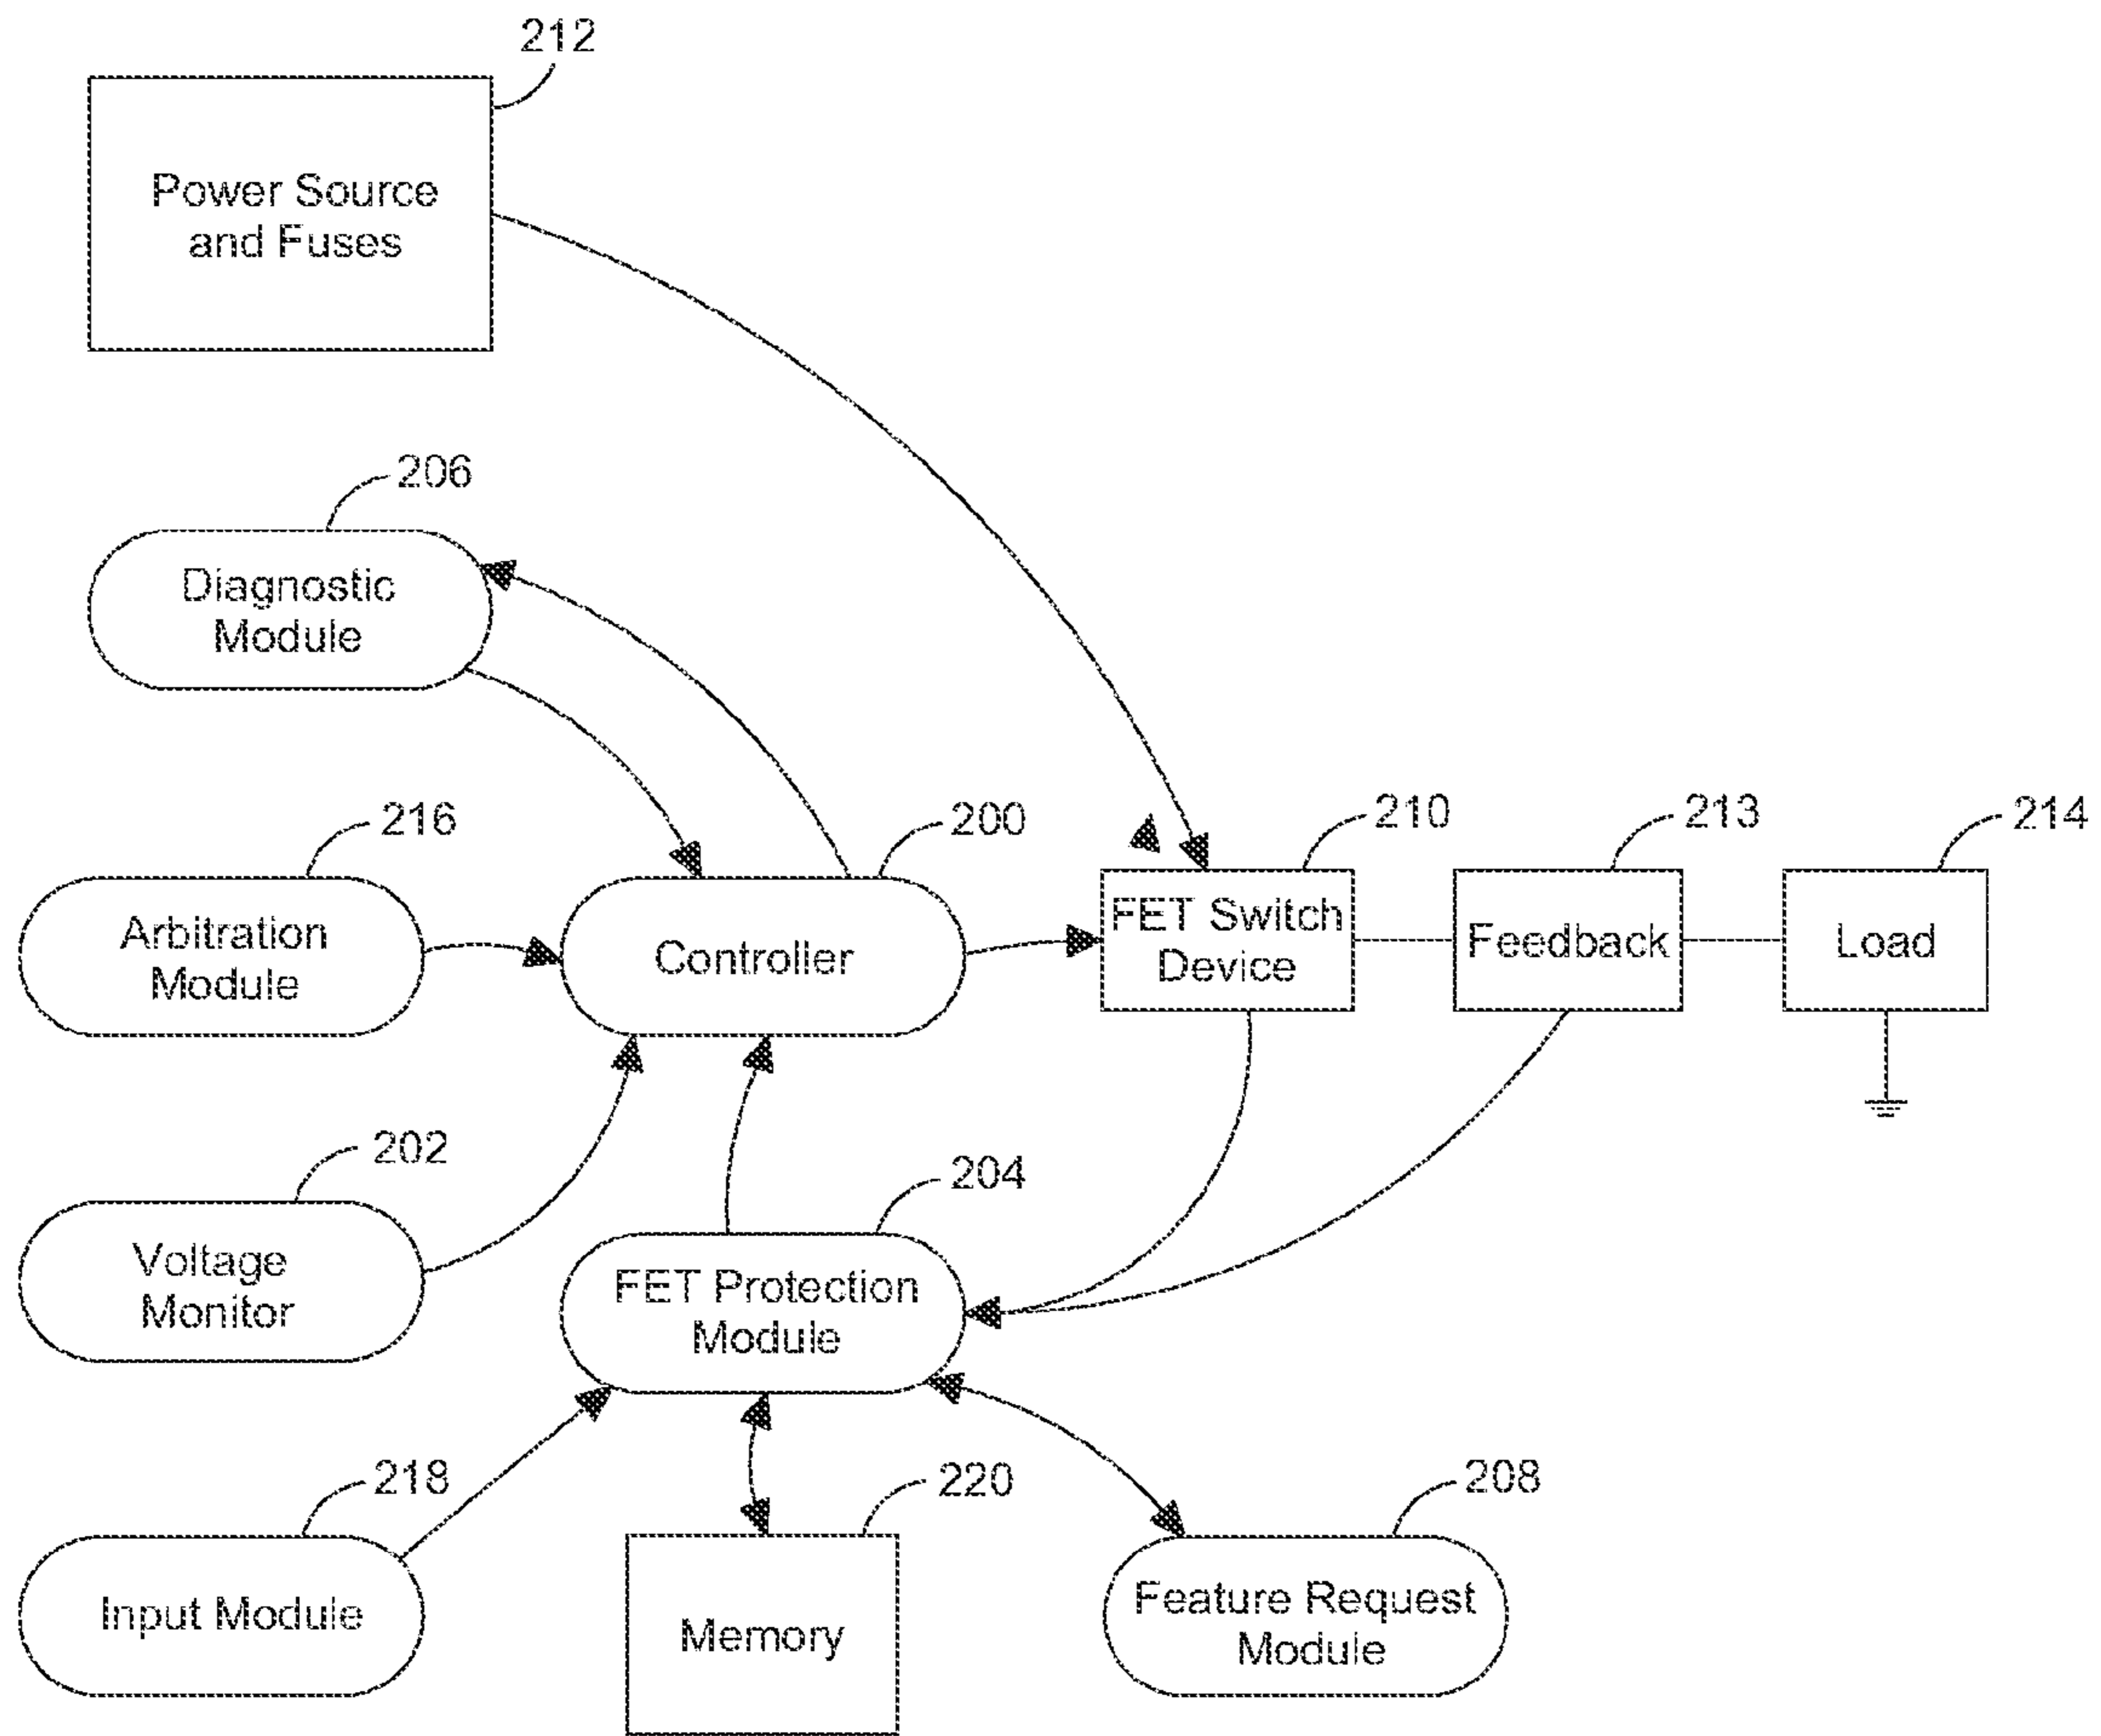 212
Power Source
and Fuses
206
Diagnostic
Module
216
Arbitration
Module
200
Controller
210
FET Switch
Device
213
Feedback
214
Load
202
Voltage
Monitor
204
FET Protection
Module
218
Input Module
220
Memory
208
Feature Request
Module